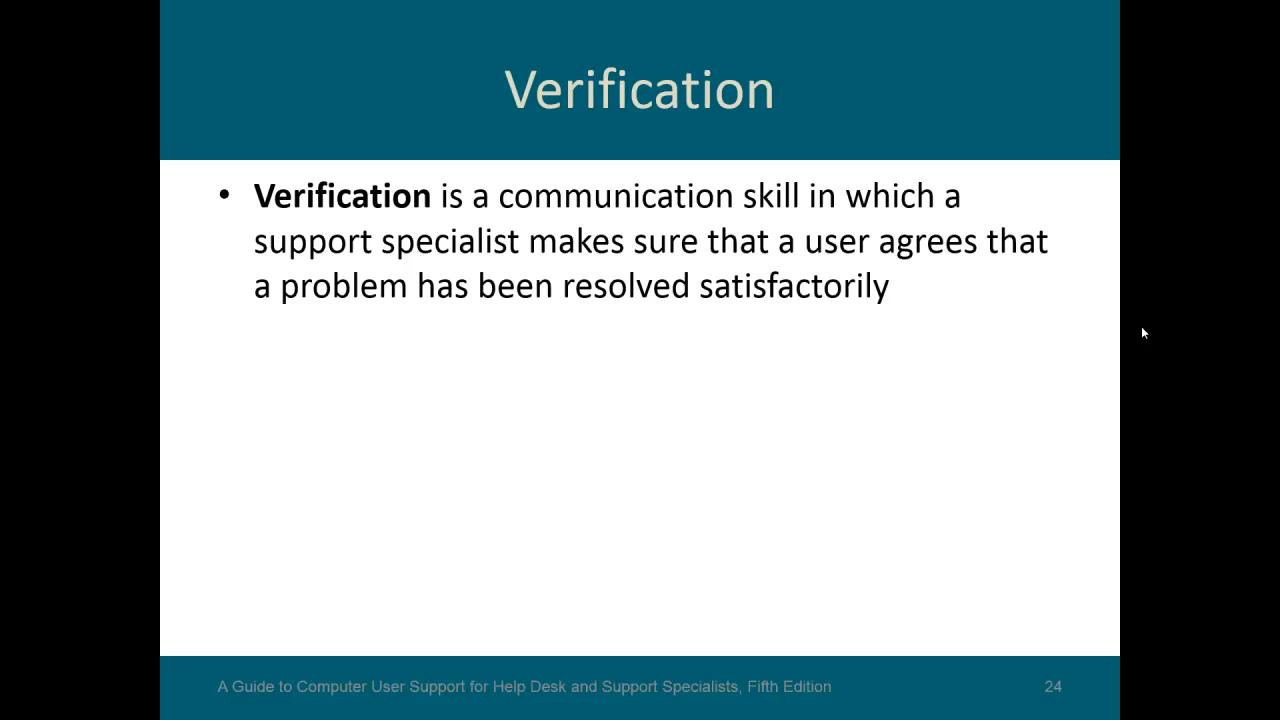 Verification
• Verification is a communication skill in which a
support specialist makes sure that a user agrees that
a problem has been resolved satisfactorily
A Guide to Computer User Support for Help Desk and Support Specialists, Fifth Edition
24